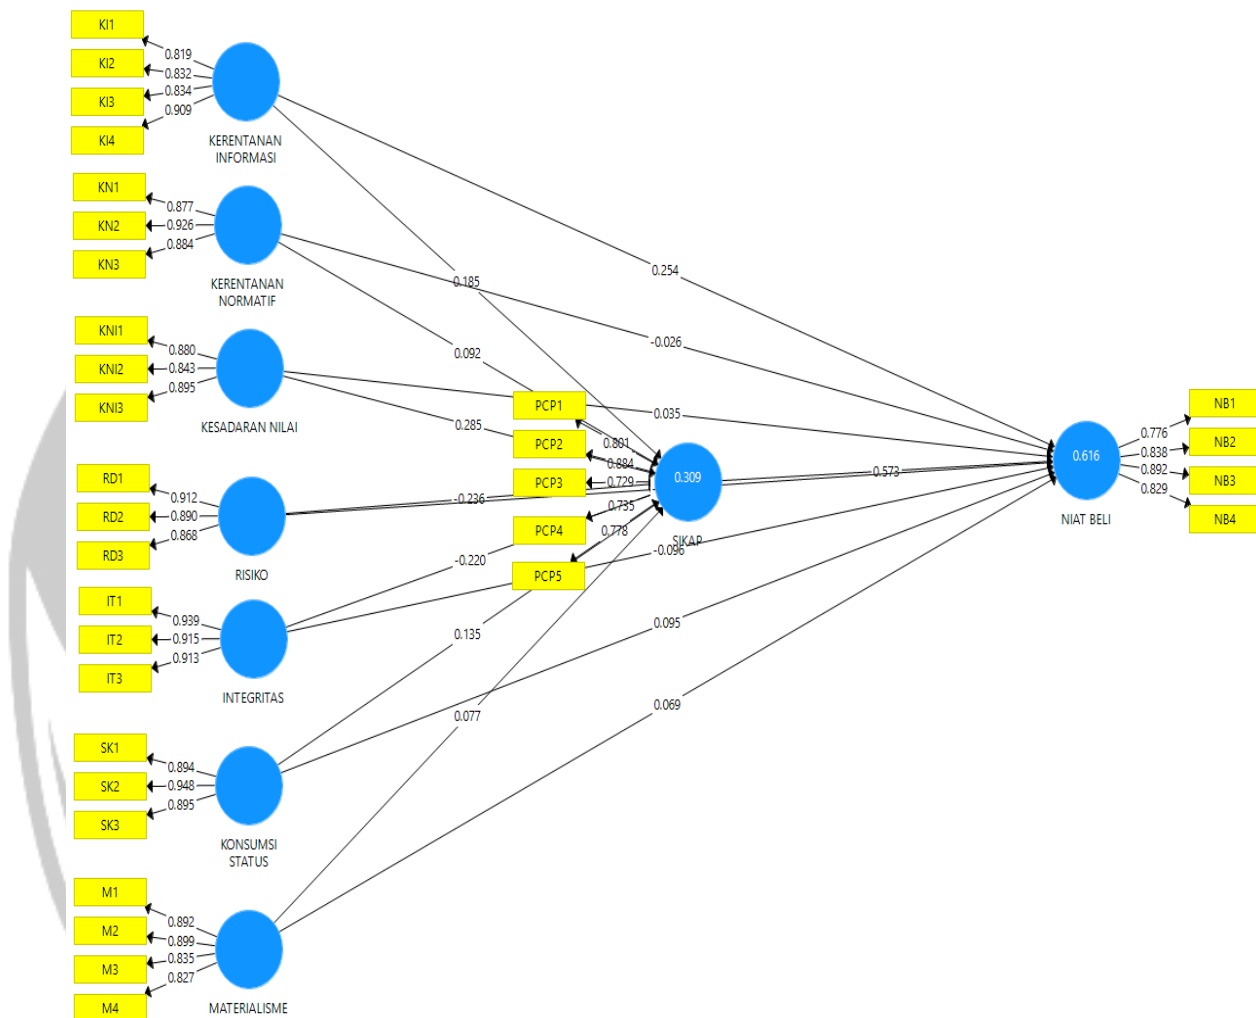 KI1
KI2
KI3
KI4
0.819
0.832
0.834
0.909
KERENTANAN
INFORMASI
KN1
KN2
KN3
0.877
0.926
0.884
KERENTANAN
NORMATIF
KNI1
KNI2
KNI3
0.880
0.843
0.895
KESADARAN NILAI
RD1
RD2
RD3
0.912
0.890
0.868
RISIKO
IT1
IT2
IT3
0.939
0.915
0.913
INTEGRITAS
SK1
SK2
SK3
0.894
0.948
0.895
KONSUMSI
STATUS
M1
M2
M3
M4
0.892
0.899
0.835
0.827
MATERIALISME
0.185
0.092
0.285
-0.236
-0.220
0.135
0.077
PCP1
PCP2
PCP3
PCP4
PCP5
0.801
0.884
0.729
0.735
0.778
0.309
SIKAP
0.254
-0.026
0.035
0.573
-0.096
0.095
0.069
0.616
NIAT BELI
0.776
0.838
0.892
0.829
NB1
NB2
NB3
NB4